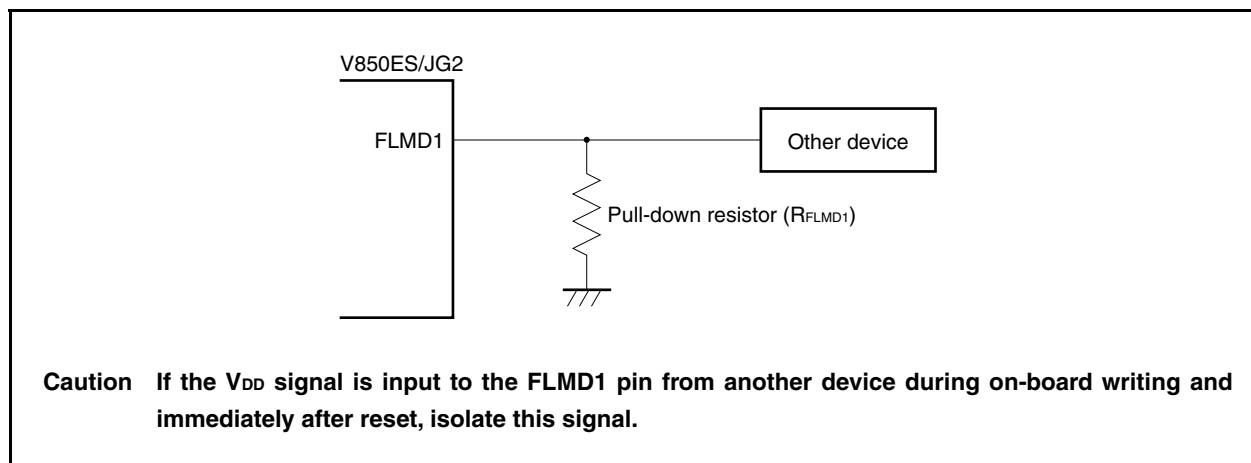 V850ES/JG2
FLMD1
Other device
Pull-down resistor (RFLMD1)
Caution If the VDD signal is input to the FLMD1 pin from another device during on-board writing and
immediately after reset, isolate this signal.